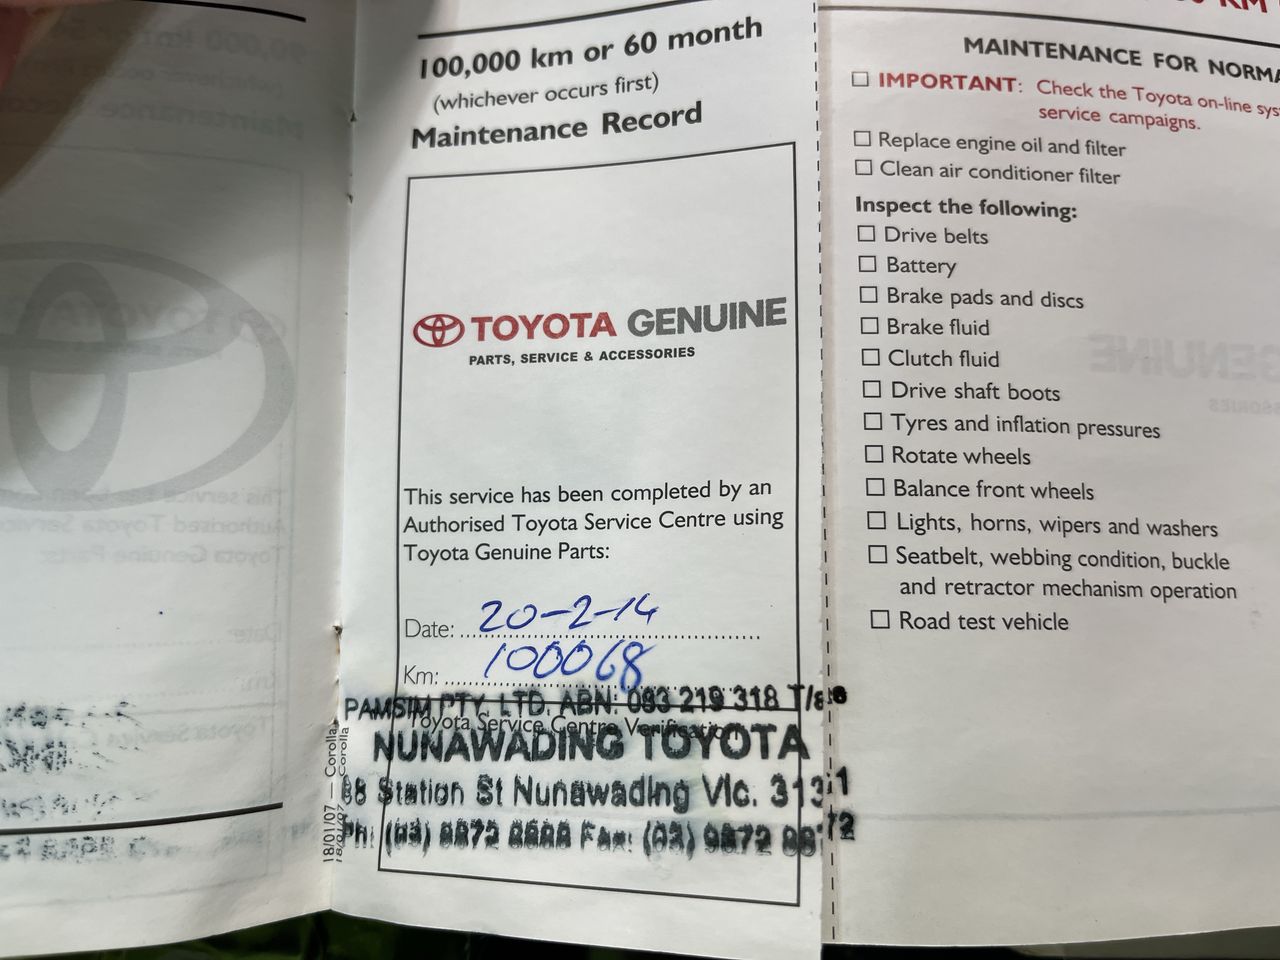 100,000 km or 60 month
(whichever occurs first)
Maintenance Record
TOYOTA GENUINE
PARTS, SERVICE & ACCESSORIES
This service has been completed by an
Authorised Toyota Service Centre using
Toyota Genuine Parts:
Date: 20-2-14
Km: 100068
PAMSIM PTY. LTD. ABN: 083 219 318 T/as
Toyota Service Centre Verification
NUNAWADING TOYOTA
Station St Nunawading Vic. 3131
Ph: (03)
Fax: (03) 9872
18/01/07 — Corolla
KM
MAINTENANCE FOR NORMA
☐ IMPORTANT: Check the Toyota on-line sys
service campaigns.
☐ Replace engine oil and filter
☐ Clean air conditioner filter
Inspect the following:
☐ Drive belts
☐ Battery
☐ Brake pads and discs
☐ Brake fluid
☐ Clutch fluid
☐ Drive shaft boots
☐ Tyres and inflation pressures
☐ Rotate wheels
☐ Balance front wheels
☐ Lights, horns, wipers and washers
☐ Seatbelt, webbing condition, buckle
and retractor mechanism operation
☐ Road test vehicle